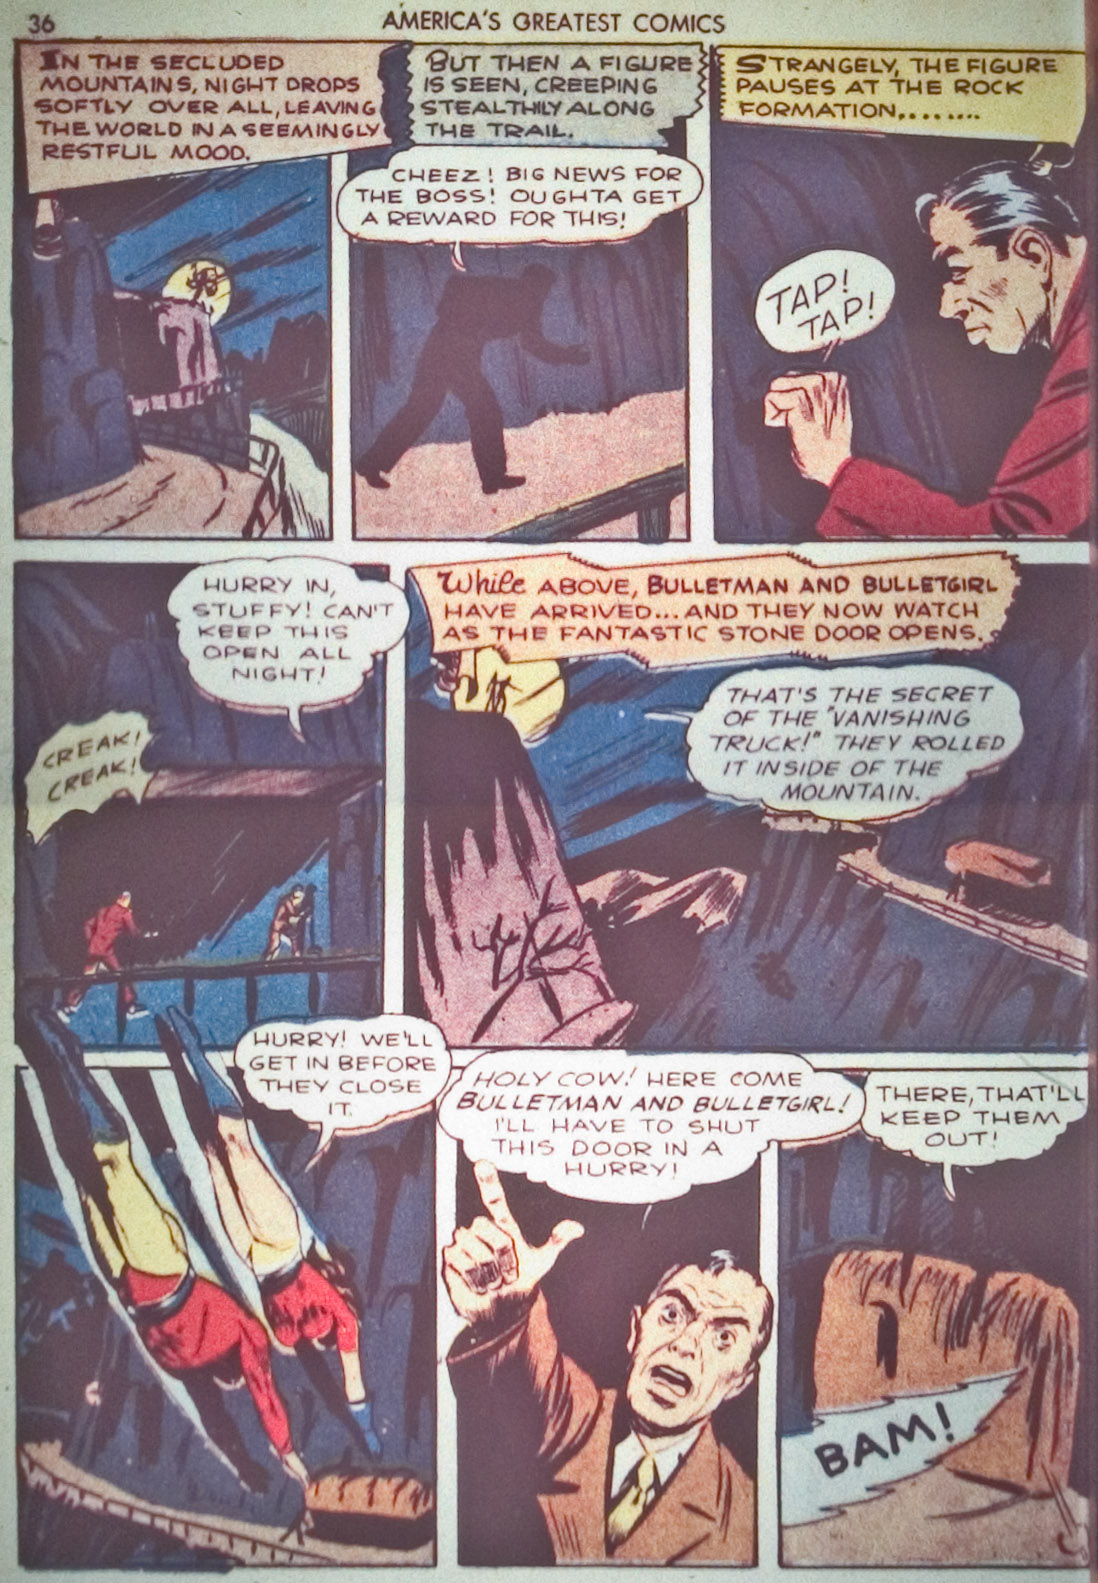 36
AMERICA'S GREATEST COMICS
IN THE SECLUDED
MOUNTAINS, NIGHT DROPS
SOFTLY OVER ALL, LEAVING
THE WORLD IN A SEEMINGLY
RESTFUL MOOD.
BUT THEN A FIGURE
IS SEEN, CREEPING
STEALTHILY ALONG
THE TRAIL.
CHEEZ! BIG NEWS FOR
THE BOSS! OUGHTA GET
A REWARD FOR THIS!
STRANGELY, THE FIGURE
PAUSES AT THE ROCK
FORMATION........
TAP!
TAP!
HURRY IN,
STUFFY! CAN'T
KEEP THIS
OPEN ALL
NIGHT!
CREAK!
CREAK!
While ABOVE, BULLETMAN AND BULLETGIRL
HAVE ARRIVED...AND THEY NOW WATCH
AS THE FANTASTIC STONE DOOR OPENS.
THAT'S THE SECRET
OF THE "VANISHING
TRUCK!" THEY ROLLED
IT INSIDE OF THE
MOUNTAIN.
HURRY! WE'LL
GET IN BEFORE
THEY CLOSE
IT.
HOLY COW! HERE COME
BULLETMAN AND BULLETGIRL!
I'LL HAVE TO SHUT
THIS DOOR IN A
HURRY!
THERE, THAT'LL
KEEP THEM
OUT!
BAM!